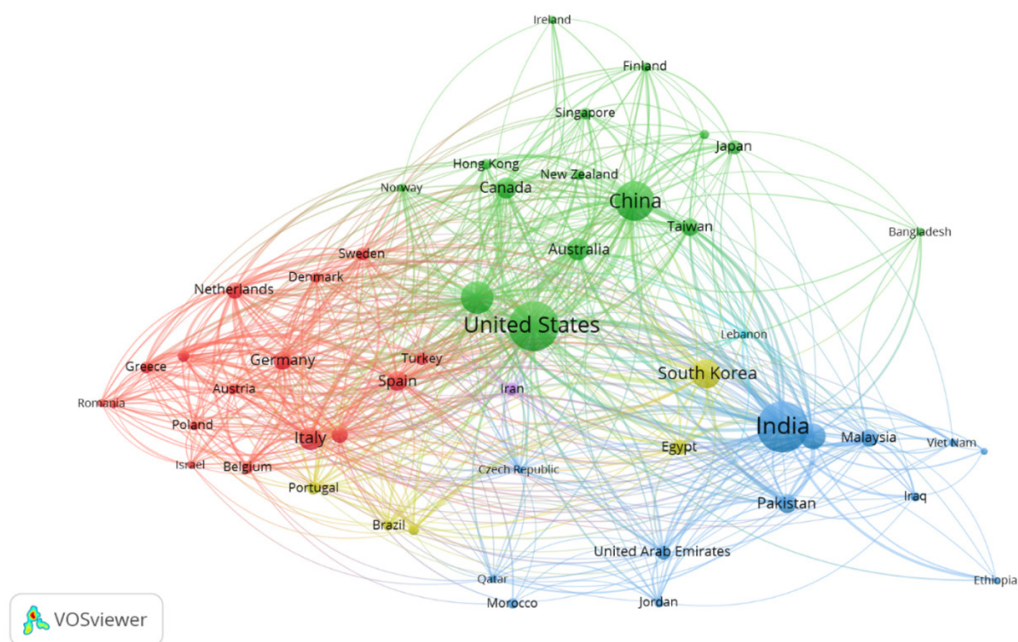 Ireland
Finland
Singapore
Japan
Hong Kong
New Zealand
Norway
Canada
China
Taiwan
Bangladesh
Australia
Sweden
Denmark
Netherlands
United States
Lebanon
Turkey
Germany
Greece
South Korea
Spain
Austria
Iran
Romania
Poland
India
Italy
Malaysia
Viet Nam
Egypt
Israel
Belgium
Czech Republic
Portugal
Iraq
Pakistan
Brazil
United Arab Emirates
Qatar
Ethiopia
Morocco
Jordan
VOSviewer